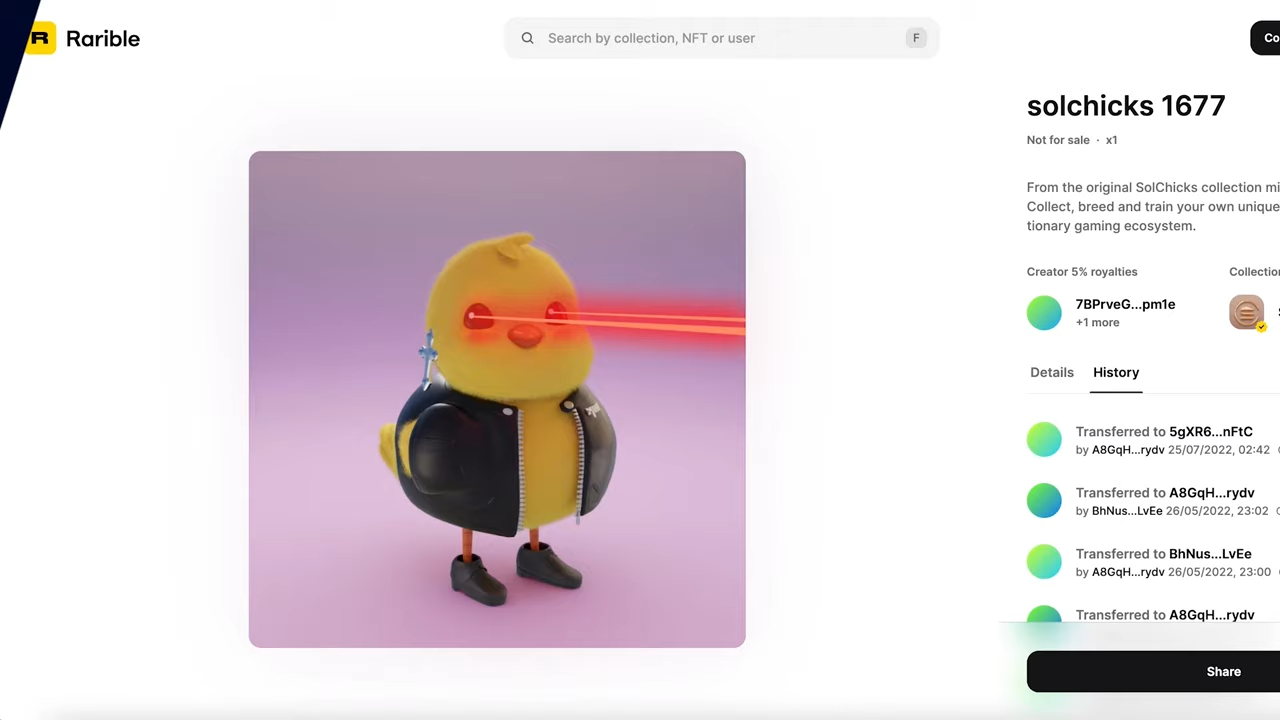 R Rarible
Search by collection, NFT or user
F
Co
solchicks 1677
Not for sale · x1
From the original SolChicks collection mi
Collect, breed and train your own unique
tionary gaming ecosystem.
Creator 5% royalties
Collection
7BPrveG...pm1e
+1 more
Details History
Transferred to 5gXR6...nFtC
by A8GqH...rydv 25/07/2022, 02:42
Transferred to A8GqH...rydv
by BhNus...LvEe 26/05/2022, 23:02
Transferred to BhNus...LvEe
by A8GqH...rydv 26/05/2022, 23:00
Transferred to A8GqH...rydv
Share